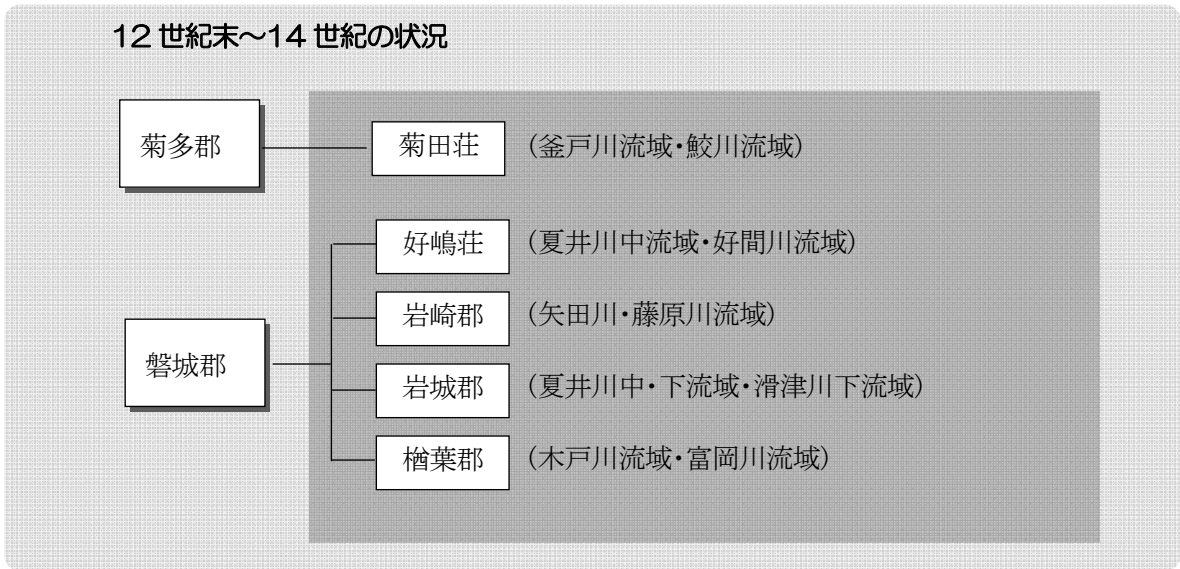 12世紀末～14世紀の状況
菊多郡
菊田荘 (釜戸川流域・鮫川流域)
好嶋荘 (夏井川中流域・好間川流域)
岩崎郡 (矢田川・藤原川流域)
磐城郡
岩城郡 (夏井川中・下流域・滑津川下流域)
楢葉郡 (木戸川流域・富岡川流域)